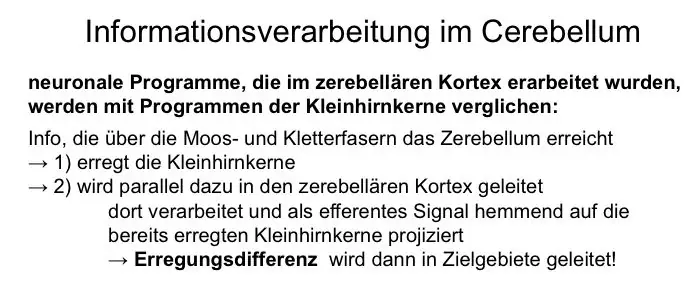 Informationsverarbeitung im Cerebellum
neuronale Programme, die im zerebellären Kortex erarbeitet wurden,
werden mit Programmen der Kleinhirnkerne verglichen:
Info, die über die Moos- und Kletterfasern das Zerebellum erreicht
→ 1) erregt die Kleinhirnkerne
→ 2) wird parallel dazu in den zerebellären Kortex geleitet
dort verarbeitet und als efferentes Signal hemmend auf die
bereits erregten Kleinhirnkerne projiziert
→ Erregungsdifferenz wird dann in Zielgebiete geleitet!